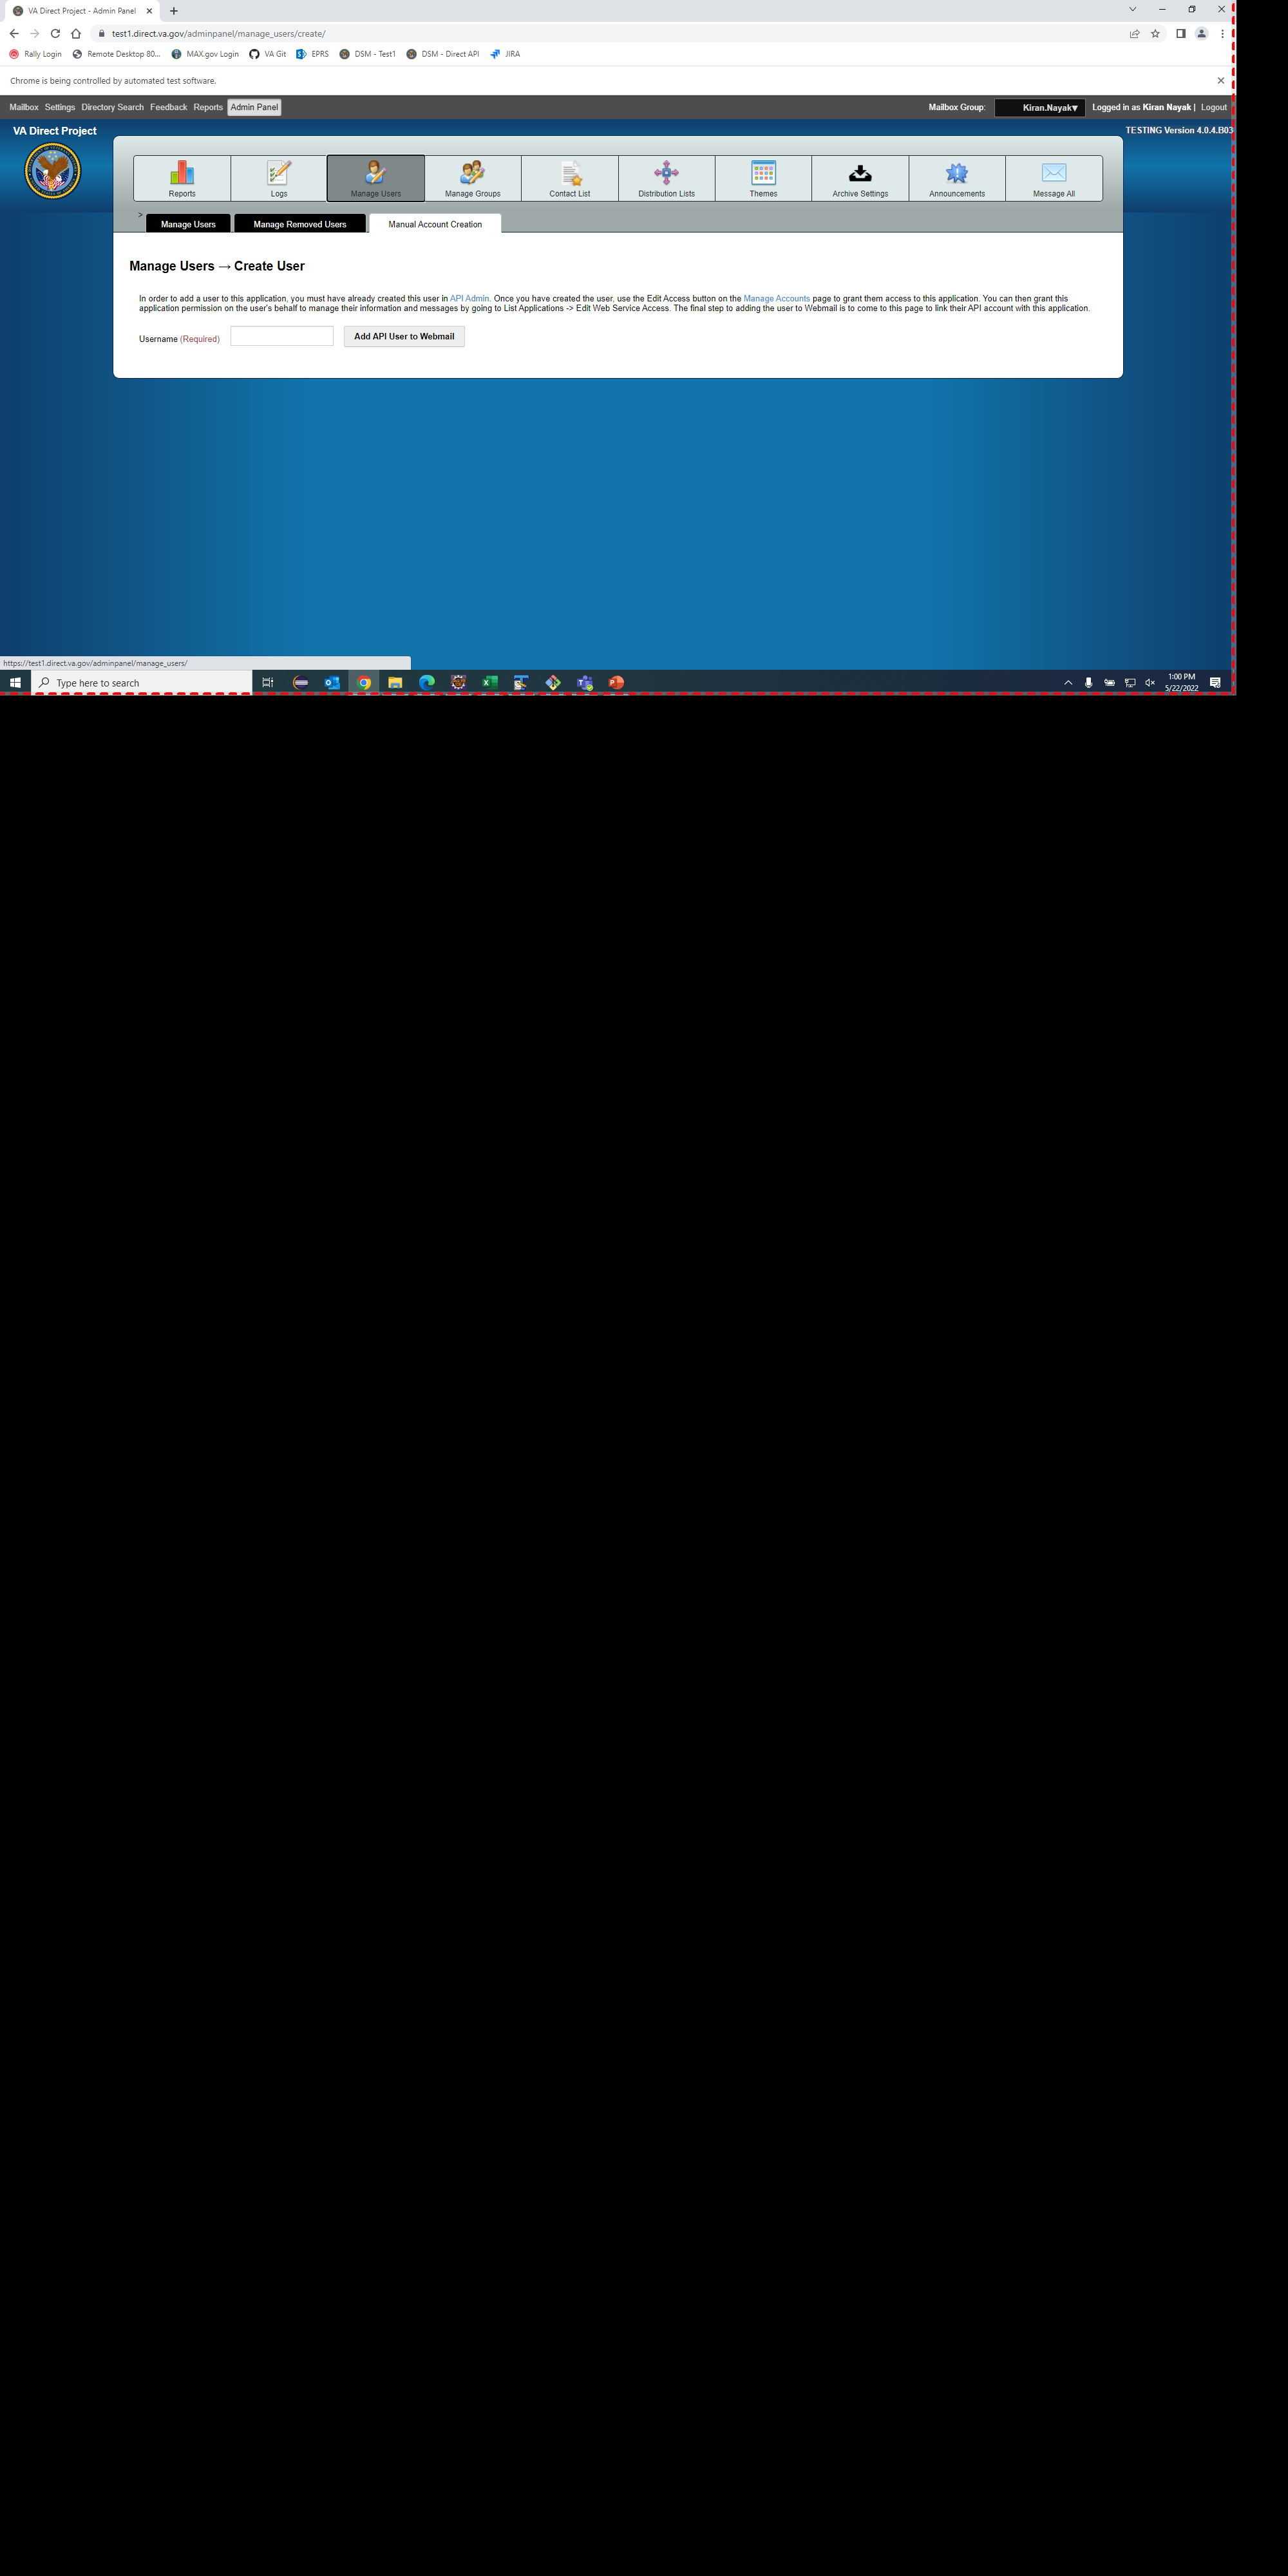 VA Direct Project - Admin Panel
test1.direct.va.gov/adminpanel/manage_users/create/
Rally Login Remote Desktop 80... MAX.gov Login VA Git EPRS DSM - Test1 DSM - Direct API JIRA
Chrome is being controlled by automated test software.
Mailbox Settings Directory Search Feedback Reports Admin Panel Mailbox Group: Kiran.Nayak▾ Logged in as Kiran Nayak | Logout
VA Direct Project TESTING Version 4.0.4.B03
Reports Logs Manage Users Manage Groups Contact List Distribution Lists Themes Archive Settings Announcements Message All
> Manage Users Manage Removed Users Manual Account Creation
Manage Users → Create User
In order to add a user to this application, you must have already created this user in API Admin. Once you have created the user, use the Edit Access button on the Manage Accounts page to grant them access to this application. You can then grant this
application permission on the user's behalf to manage their information and messages by going to List Applications -> Edit Web Service Access. The final step to adding the user to Webmail is to come to this page to link their API account with this application.
Username (Required) Add API User to Webmail
https://test1.direct.va.gov/adminpanel/manage_users/
Type here to search
1:00 PM
5/22/2022